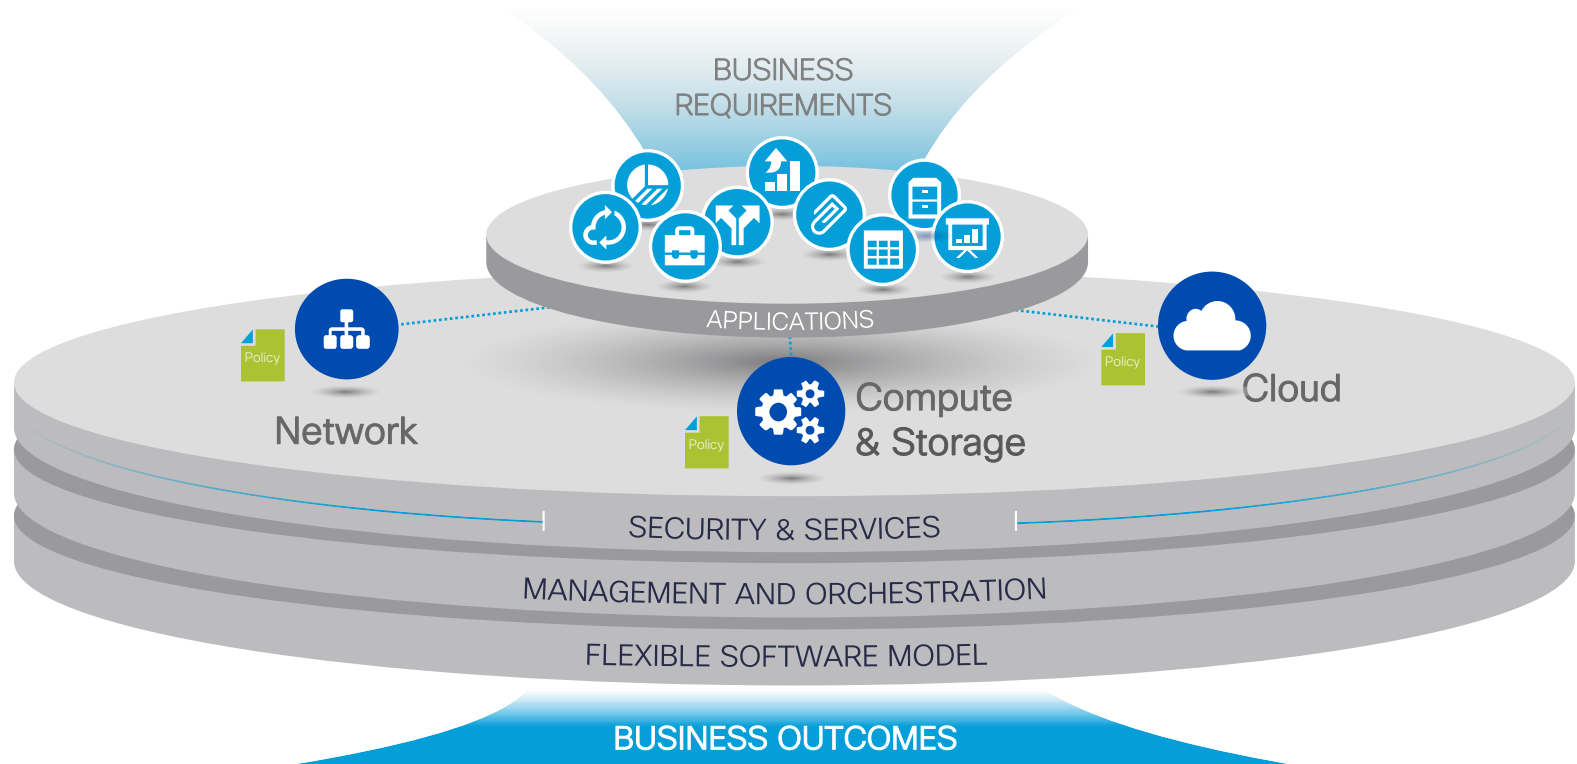 BUSINESS
REQUIREMENTS
APPLICATIONS
Policy
Network
Policy
Compute
& Storage
Policy
Cloud
SECURITY & SERVICES
MANAGEMENT AND ORCHESTRATION
FLEXIBLE SOFTWARE MODEL
BUSINESS OUTCOMES